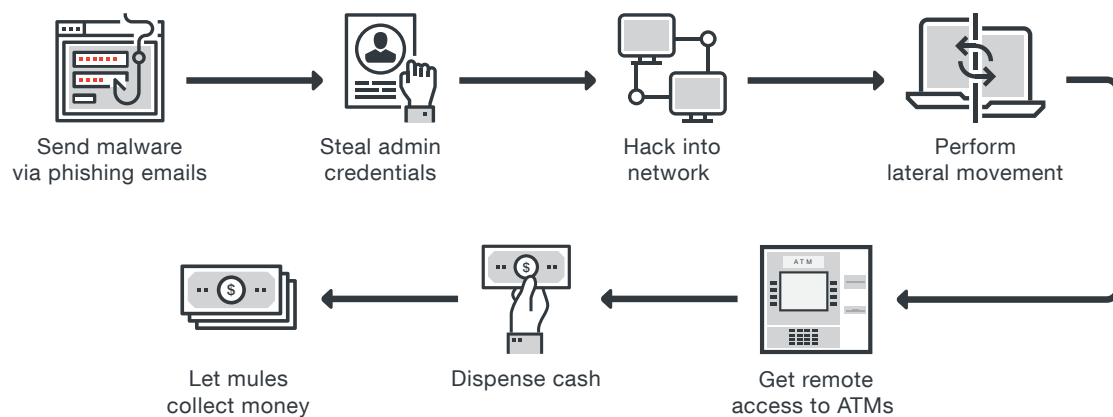 Send malware
via phishing emails
Steal admin
credentials
Hack into
network
Perform
lateral movement
ATM
$
$
Let mules
collect money
Dispense cash
Get remote
access to ATMs